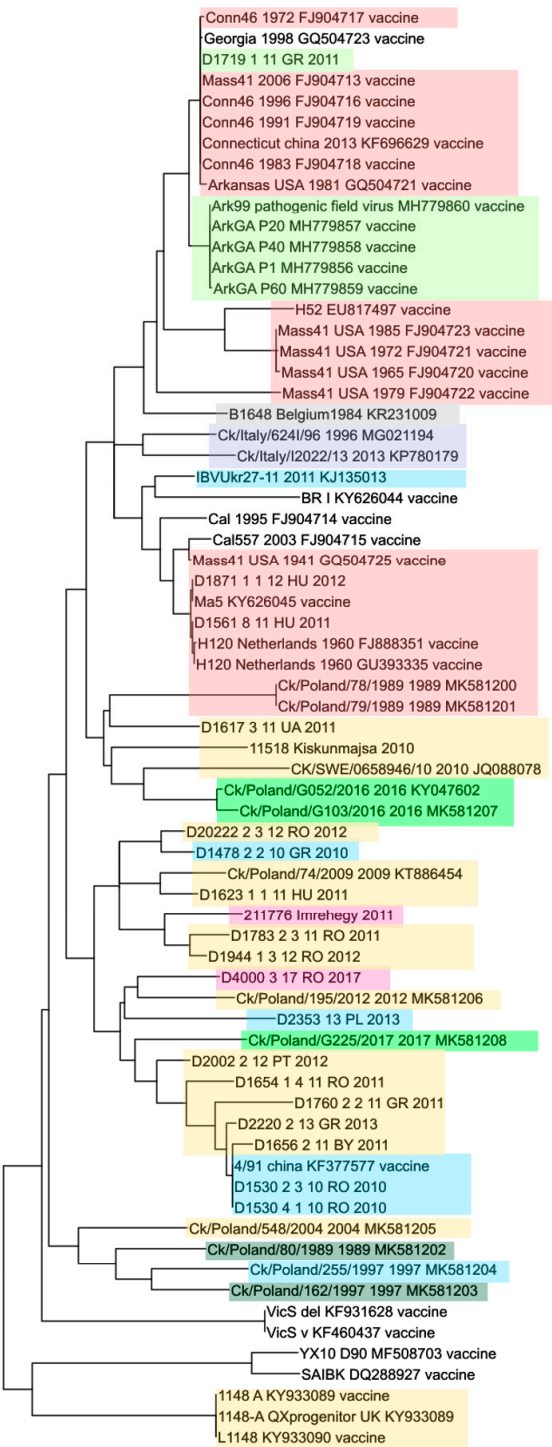 Conn46 1972 FJ904717 vaccine
Georgia 1998 GQ504723 vaccine
D1719 1 11 GR 2011
Mass41 2006 FJ904713 vaccine
Conn46 1996 FJ904716 vaccine
Conn46 1991 FJ904719 vaccine
Connecticut china 2013 KF696629 vaccine
Conn46 1983 FJ904718 vaccine
Arkansas USA 1981 GQ504721 vaccine
Ark99 pathogenic field virus MH779860 vaccine
ArkGA P20 MH779857 vaccine
ArkGA P40 MH779858 vaccine
ArkGA P1 MH779856 vaccine
ArkGA P60 MH779859 vaccine
H52 EU817497 vaccine
Mass41 USA 1985 FJ904723 vaccine
Mass41 USA 1972 FJ904721 vaccine
Mass41 USA 1965 FJ904720 vaccine
Mass41 USA 1979 FJ904722 vaccine
B1648 Belgium1984 KR231009
Ck/Italy/624I/96 1996 MG021194
Ck/Italy/I2022/13 2013 KP780179
IBVUkr27-11 2011 KJ135013
BR I KY626044 vaccine
Cal 1995 FJ904714 vaccine
Cal557 2003 FJ904715 vaccine
Mass41 USA 1941 GQ504725 vaccine
D1871 1 1 12 HU 2012
Ma5 KY626045 vaccine
D1561 8 11 HU 2011
H120 Netherlands 1960 FJ888351 vaccine
H120 Netherlands 1960 GU393335 vaccine
Ck/Poland/78/1989 1989 MK581200
Ck/Poland/79/1989 1989 MK581201
D1617 3 11 UA 2011
11518 Kiskunmajsa 2010
CK/SWE/0658946/10 2010 JQ088078
Ck/Poland/G052/2016 2016 KY047602
Ck/Poland/G103/2016 2016 MK581207
D20222 2 3 12 RO 2012
D1478 2 2 10 GR 2010
Ck/Poland/74/2009 2009 KT886454
D1623 1 1 11 HU 2011
211776 Imrehegy 2011
D1783 2 3 11 RO 2011
D1944 1 3 12 RO 2012
D4000 3 17 RO 2017
Ck/Poland/195/2012 2012 MK581206
D2353 13 PL 2013
Ck/Poland/G225/2017 2017 MK581208
D2002 2 12 PT 2012
D1654 1 4 11 RO 2011
D1760 2 2 11 GR 2011
D2220 2 13 GR 2013
D1656 2 11 BY 2011
4/91 china KF377577 vaccine
D1530 2 3 10 RO 2010
D1530 4 1 10 RO 2010
Ck/Poland/548/2004 2004 MK581205
Ck/Poland/80/1989 1989 MK581202
Ck/Poland/255/1997 1997 MK581204
Ck/Poland/162/1997 1997 MK581203
VicS del KF931628 vaccine
VicS v KF460437 vaccine
YX10 D90 MF508703 vaccine
SAIBK DQ288927 vaccine
1148 A KY933089 vaccine
1148-A QXprogenitor UK KY933089
L1148 KY933090 vaccine